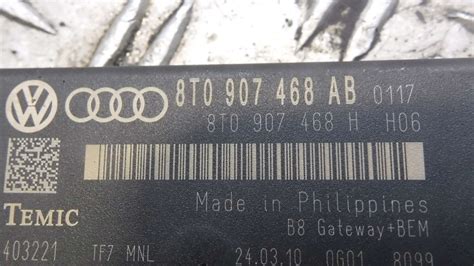 8T0 907 468 AB 0117
8T0 907 468 H H06
Made in Philippines
TEMIC
B8 Gateway+BEM
403221 TF7 MNL 24.03.10 0G01 8099